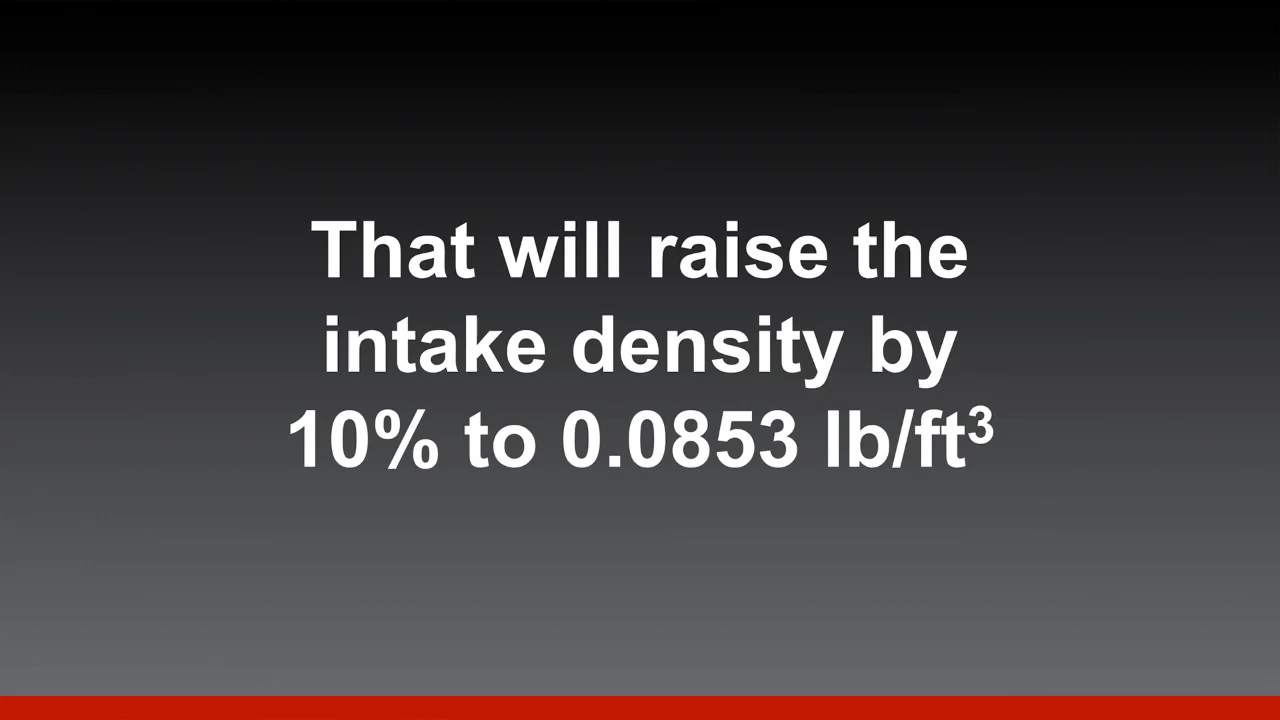 That will raise the
intake density by
10% to 0.0853 lb/ft³